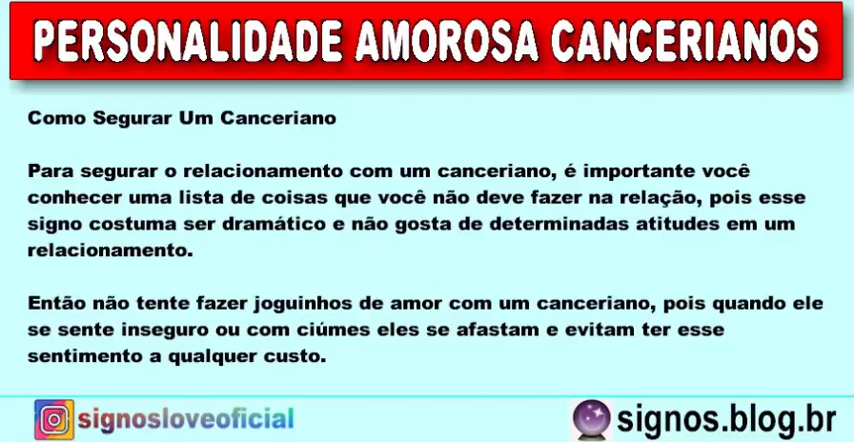 PERSONALIDADE AMOROSA CANCERIANOS
Como Segurar Um Canceriano
Para segurar o relacionamento com um canceriano, é importante você
conhecer uma lista de coisas que você não deve fazer na relação, pois esse
signo costuma ser dramático e não gosta de determinadas atitudes em um
relacionamento.
Então não tente fazer joguinhos de amor com um canceriano, pois quando ele
se sente inseguro ou com ciúmes eles se afastam e evitam ter esse
sentimento a qualquer custo.
signosloveoficial
signos.blog.br